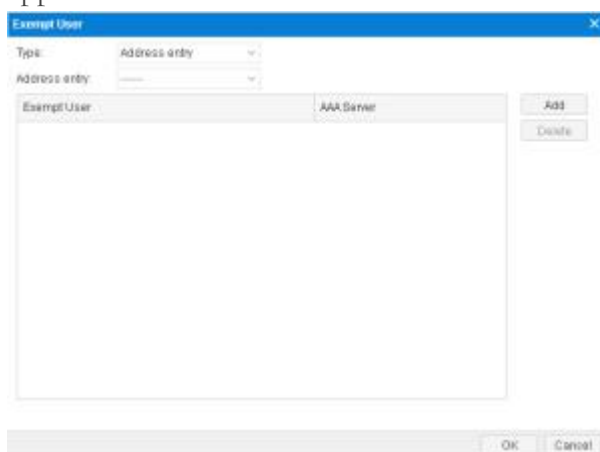 Exempt User
Type: Address entry
Address entry: ------
Exempt User AAA Server Add
Delete
OK Cancel